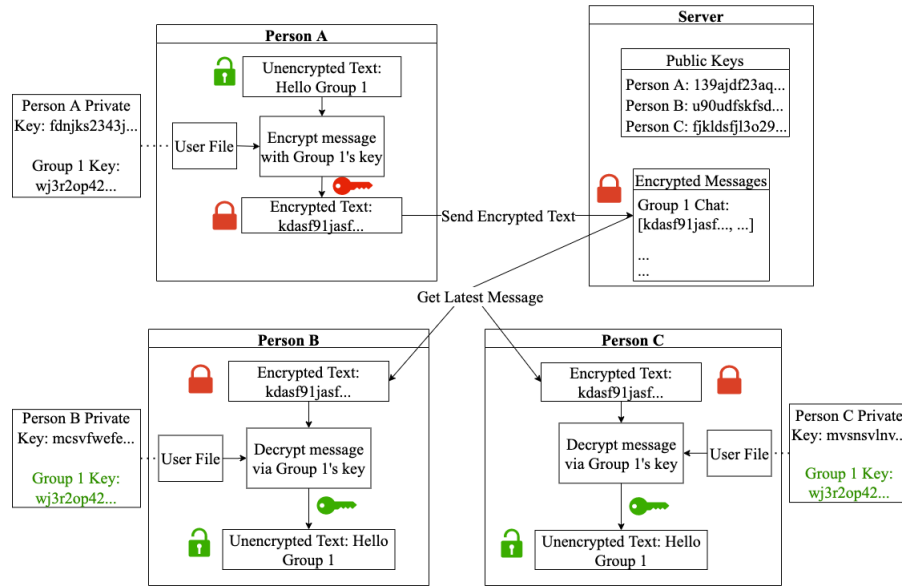 Person A
Unencrypted Text:
Hello Group 1
Person A Private
Key: fdnjks2343j...
Group 1 Key:
wj3r2op42...
User File
Encrypt message
with Group 1's key
Encrypted Text:
kdasf91jasf...
Send Encrypted Text
Server
Public Keys
Person A: 139ajdf23aq...
Person B: u90udfskfsd...
Person C: fjkldsfjl3o29...
Encrypted Messages
Group 1 Chat:
[kdasf91jasf..., ...]
...
...
Get Latest Message
Person B
Encrypted Text:
kdasf91jasf...
Person B Private
Key: mcsvfwefe...
Group 1 Key:
wj3r2op42...
User File
Decrypt message
via Group 1's key
Unencrypted Text: Hello
Group 1
Person C
Encrypted Text:
kdasf91jasf...
Decrypt message
via Group 1's key
User File
Person C Private
Key: mvsnsvlnv...
Group 1 Key:
wj3r2op42...
Unencrypted Text: Hello
Group 1